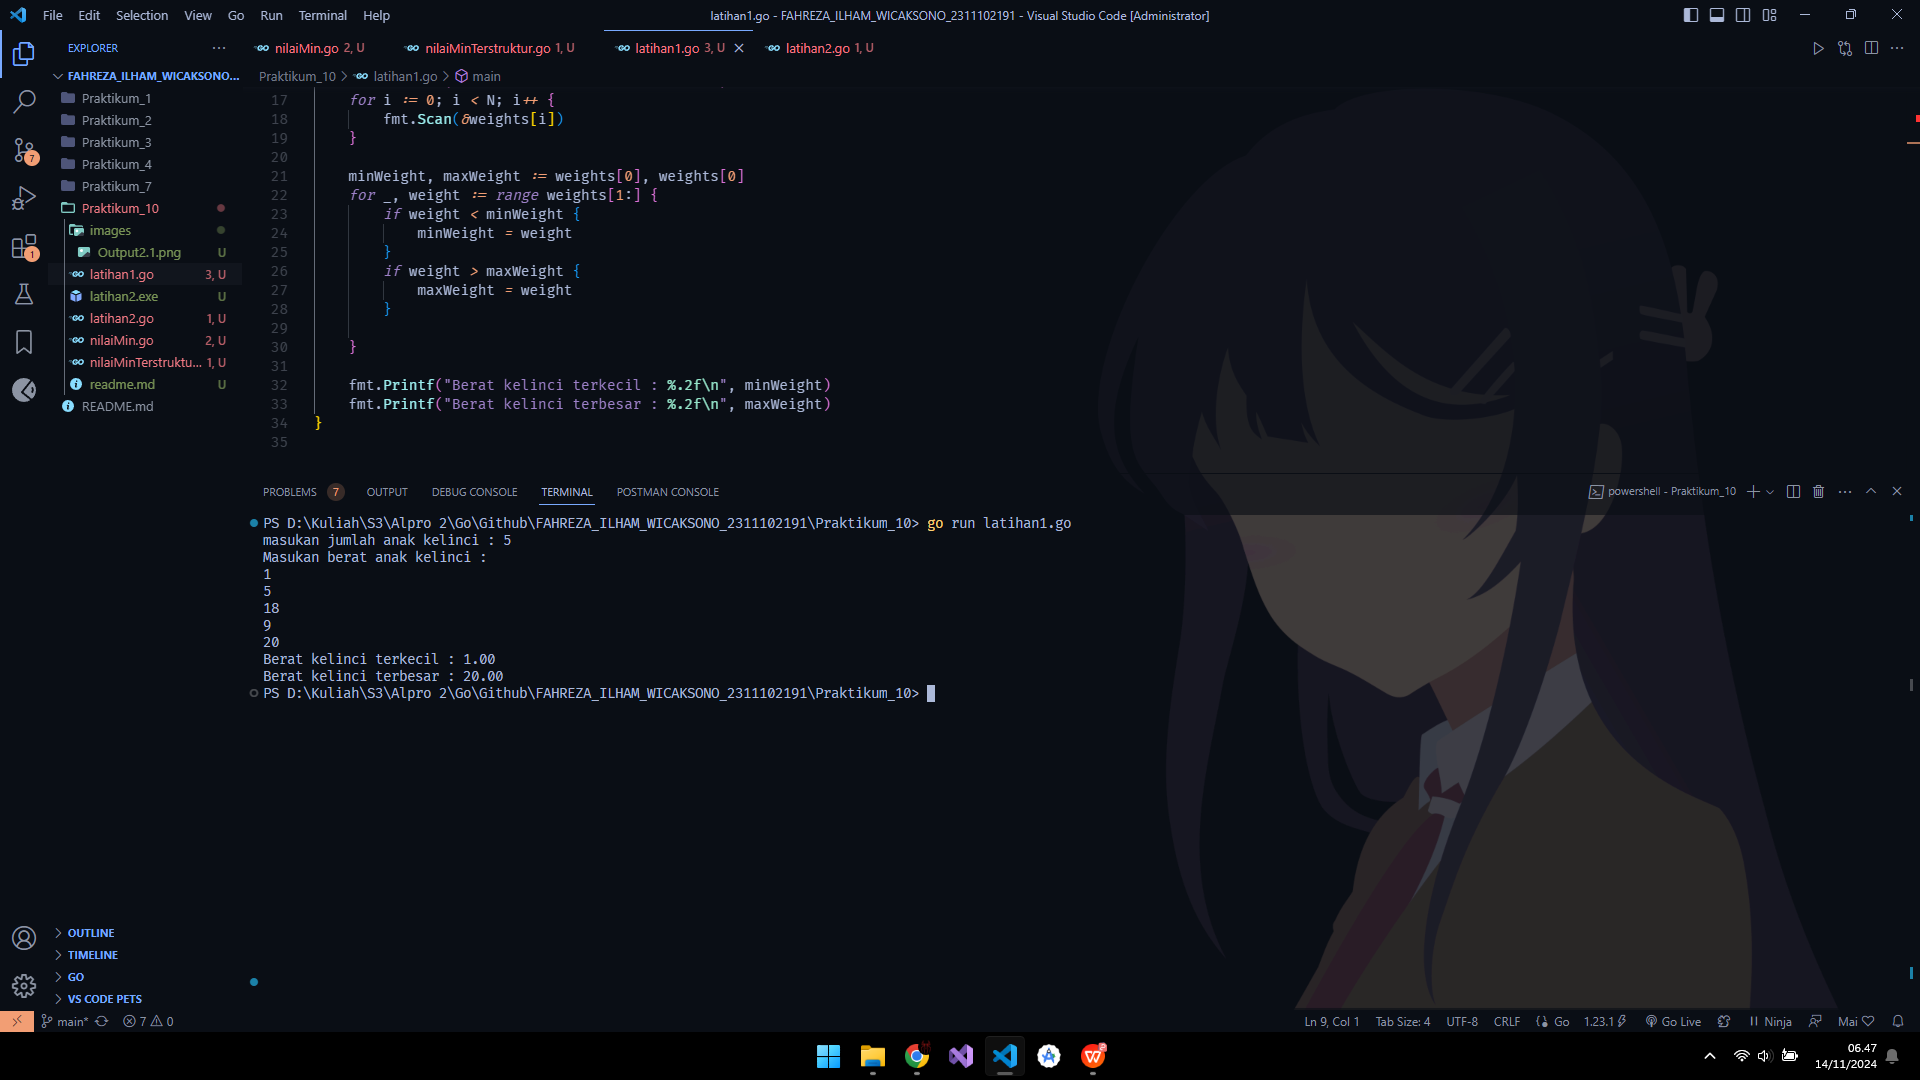 File Edit Selection View Go Run Terminal Help
latihan1.go - FAHREZA_ILHAM_WICAKSONO_2311102191 - Visual Studio Code [Administrator]
EXPLORER ...
nilaiMin.go 2, U
nilaiMinTerstruktur.go 1, U
latihan1.go 3, U
latihan2.go 1, U
FAHREZA_ILHAM_WICAKSONO...
Praktikum_1
Praktikum_2
Praktikum_3
Praktikum_4
Praktikum_7
Praktikum_10
images
Output2.1.png U
latihan1.go 3, U
latihan2.exe U
latihan2.go 1, U
nilaiMin.go 2, U
nilaiMinTerstruktu... 1, U
readme.md U
README.md
7
1
Praktikum_10 > latihan1.go > main
17 for i := 0; i < N; i++ {
18 fmt.Scan(&weights[i])
19 }
20
21 minWeight, maxWeight := weights[0], weights[0]
22 for _, weight := range weights[1:] {
23 if weight < minWeight {
24 minWeight = weight
25 }
26 if weight > maxWeight {
27 maxWeight = weight
28 }
29
30 }
31
32 fmt.Printf("Berat kelinci terkecil : %.2f\n", minWeight)
33 fmt.Printf("Berat kelinci terbesar : %.2f\n", maxWeight)
34 }
35
PROBLEMS 7 OUTPUT DEBUG CONSOLE TERMINAL POSTMAN CONSOLE
powershell - Praktikum_10
PS D:\Kuliah\S3\Alpro 2\Go\Github\FAHREZA_ILHAM_WICAKSONO_2311102191\Praktikum_10> go run latihan1.go
masukan jumlah anak kelinci : 5
Masukan berat anak kelinci :
1
5
18
9
20
Berat kelinci terkecil : 1.00
Berat kelinci terbesar : 20.00
PS D:\Kuliah\S3\Alpro 2\Go\Github\FAHREZA_ILHAM_WICAKSONO_2311102191\Praktikum_10>
OUTLINE
TIMELINE
GO
VS CODE PETS
main* 7 0
Ln 9, Col 1 Tab Size: 4 UTF-8 CRLF Go 1.23.1 Go Live Ninja Mai
06.47
14/11/2024